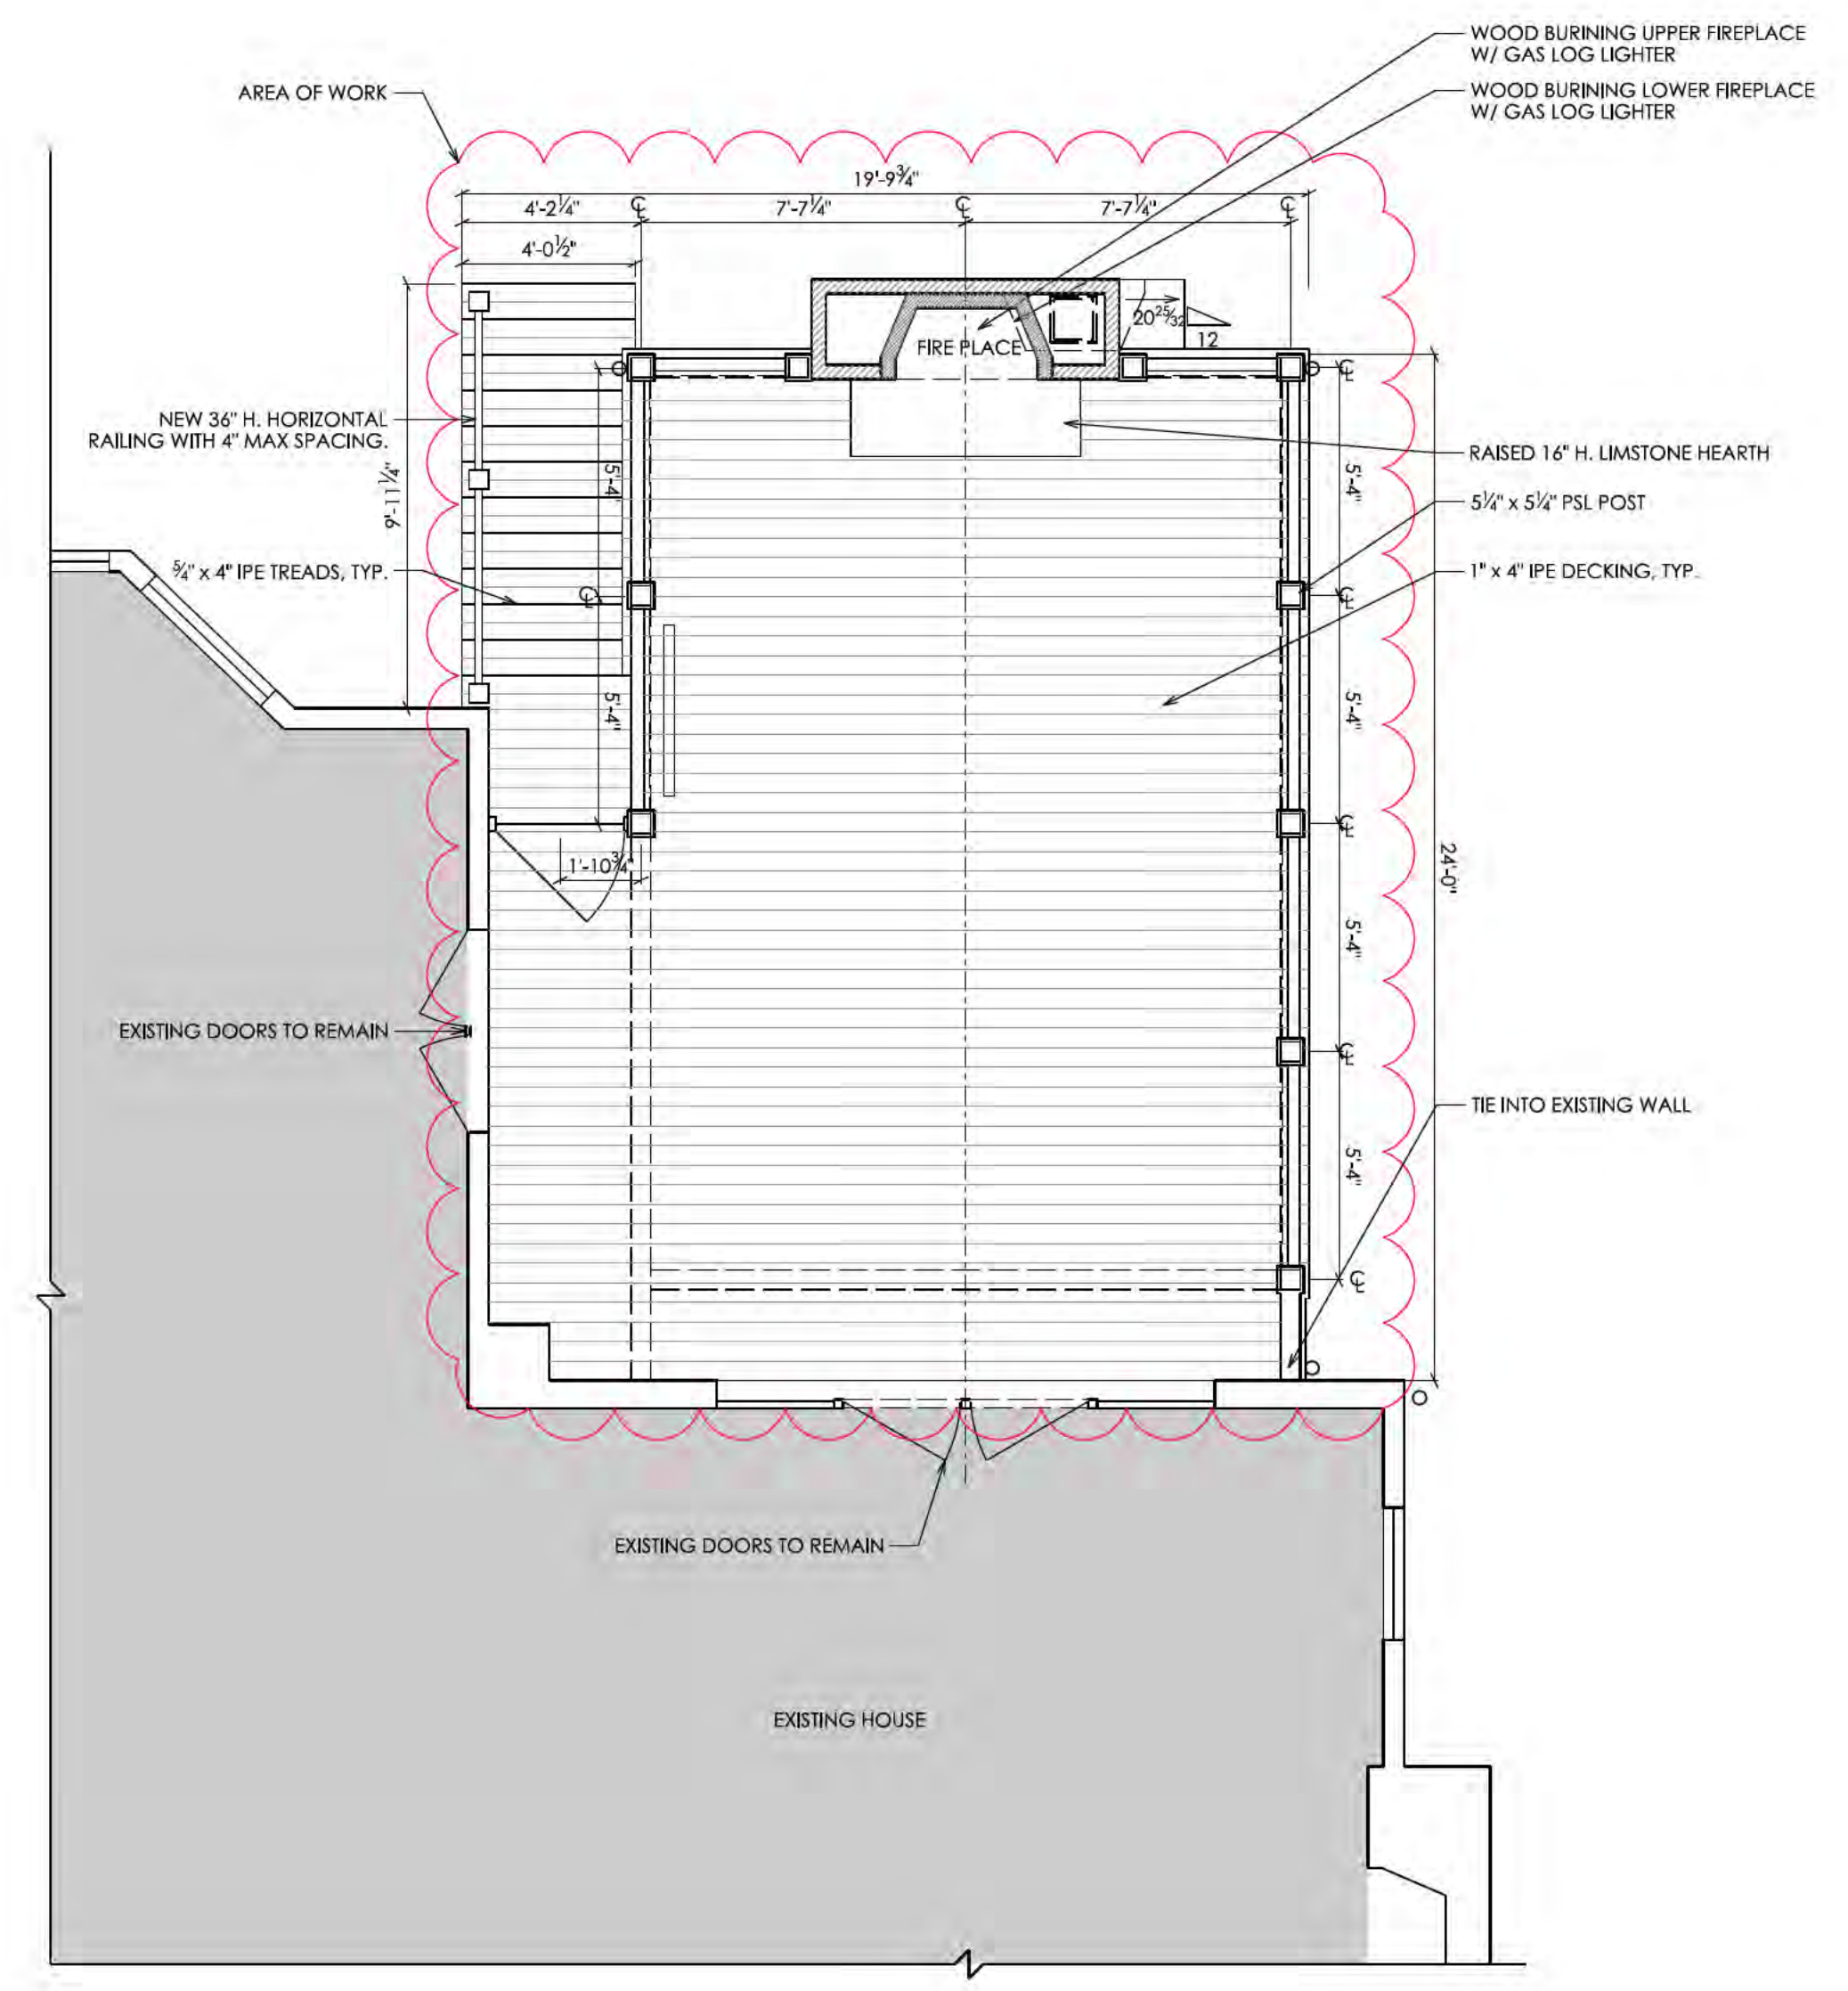 WOOD BURINING UPPER FIREPLACE
W/ GAS LOG LIGHTER
WOOD BURINING LOWER FIREPLACE
W/ GAS LOG LIGHTER
AREA OF WORK
19'-9¾"
4'-2¼"
℄
7'-7¼"
℄
7'-7¼"
℄
4'-0½"
20 25/32
12
FIRE PLACE
℄
NEW 36" H. HORIZONTAL
RAILING WITH 4" MAX SPACING.
9'-11¼"
5'-4"
5'-4"
RAISED 16" H. LIMSTONE HEARTH
5¼" x 5¼" PSL POST
5/4" x 4" IPE TREADS, TYP.
℄
℄
1" x 4" IPE DECKING, TYP.
5'-4"
5'-4"
℄
1'-10¾"
24'-0"
5'-4"
EXISTING DOORS TO REMAIN
℄
TIE INTO EXISTING WALL
5'-4"
℄
EXISTING DOORS TO REMAIN
EXISTING HOUSE